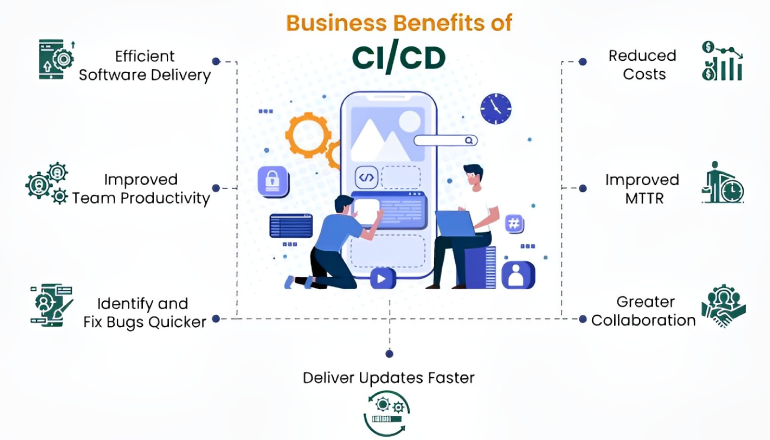 Business Benefits of
CI/CD
Efficient
Software Delivery
Improved
Team Productivity
Identify and
Fix Bugs Quicker
Reduced
Costs
Improved
MTTR
Greater
Collaboration
Deliver Updates Faster